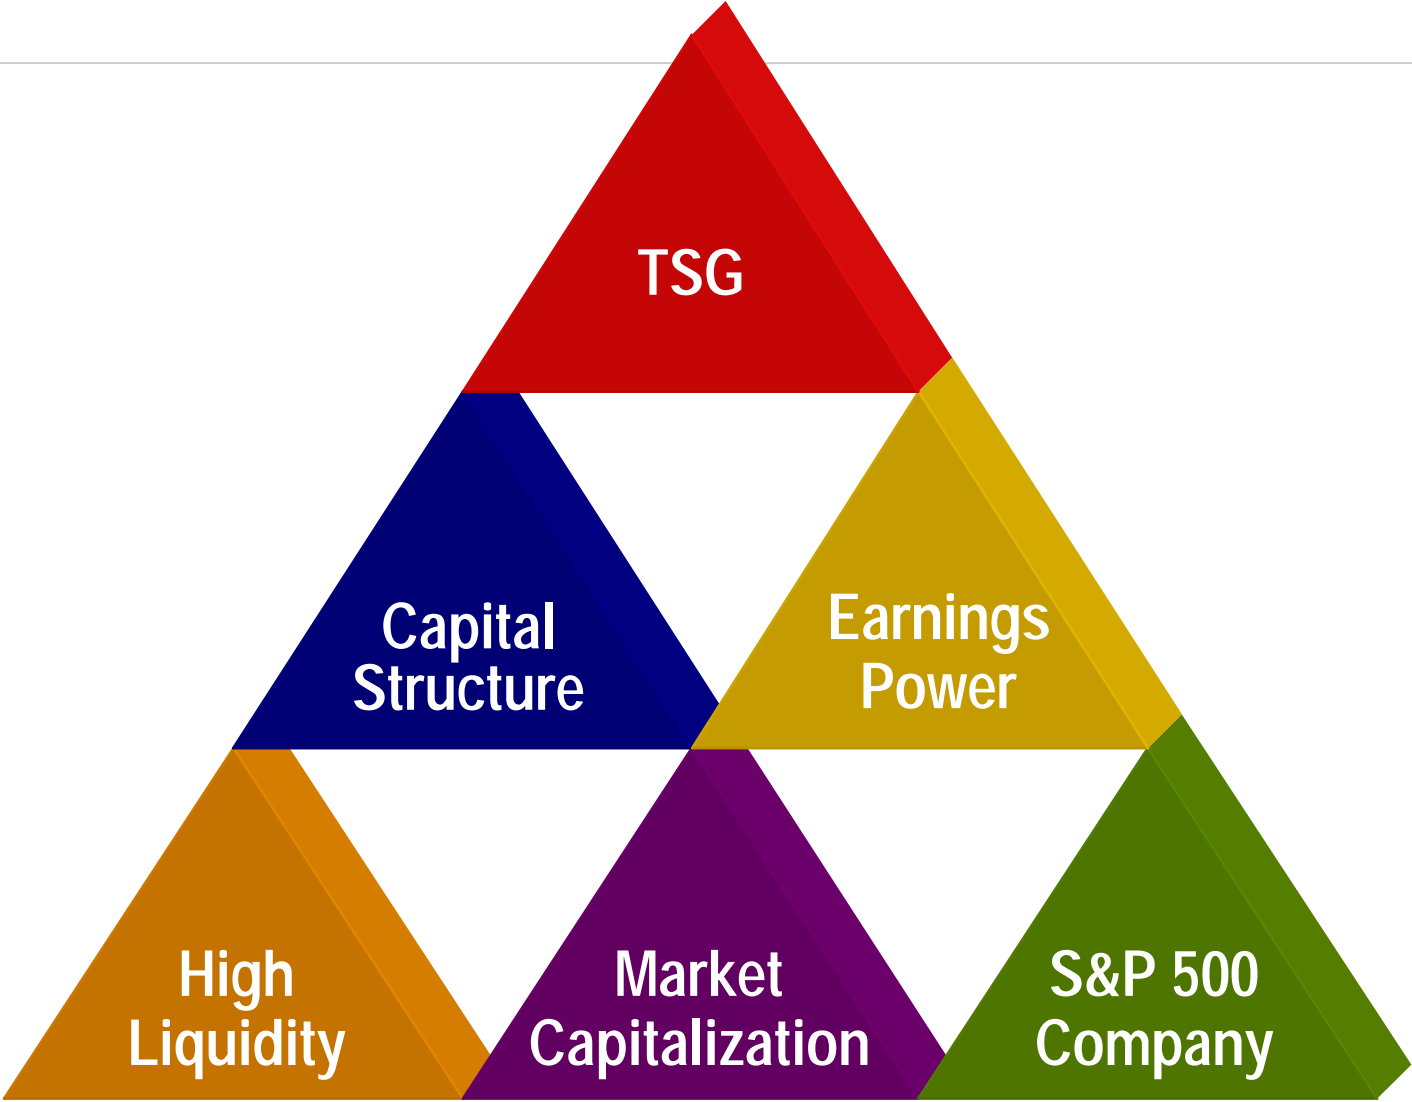 TSG
Capital
Structure
Earnings
Power
High
Liquidity
Market
Capitalization
S&P 500
Company